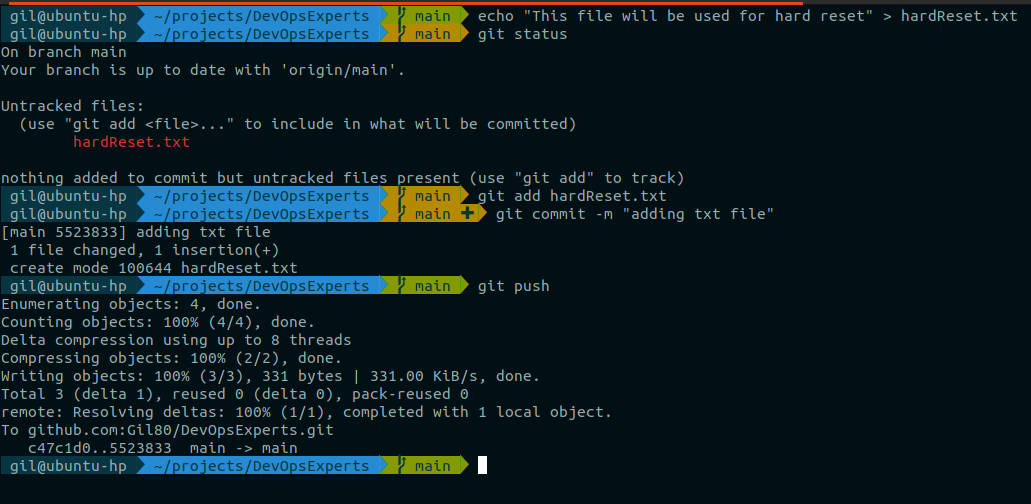 gil@ubuntu-hp ~/projects/DevOpsExperts main echo "This file will be used for hard reset" > hardReset.txt
gil@ubuntu-hp ~/projects/DevOpsExperts main git status
On branch main
Your branch is up to date with 'origin/main'.
Untracked files:
(use "git add <file>..." to include in what will be committed)
hardReset.txt
nothing added to commit but untracked files present (use "git add" to track)
gil@ubuntu-hp ~/projects/DevOpsExperts main git add hardReset.txt
gil@ubuntu-hp ~/projects/DevOpsExperts main ✚ git commit -m "adding txt file"
[main 5523833] adding txt file
1 file changed, 1 insertion(+)
create mode 100644 hardReset.txt
gil@ubuntu-hp ~/projects/DevOpsExperts main git push
Enumerating objects: 4, done.
Counting objects: 100% (4/4), done.
Delta compression using up to 8 threads
Compressing objects: 100% (2/2), done.
Writing objects: 100% (3/3), 331 bytes | 331.00 KiB/s, done.
Total 3 (delta 1), reused 0 (delta 0), pack-reused 0
remote: Resolving deltas: 100% (1/1), completed with 1 local object.
To github.com:Gil80/DevOpsExperts.git
c47c1d0..5523833 main -> main
gil@ubuntu-hp ~/projects/DevOpsExperts main